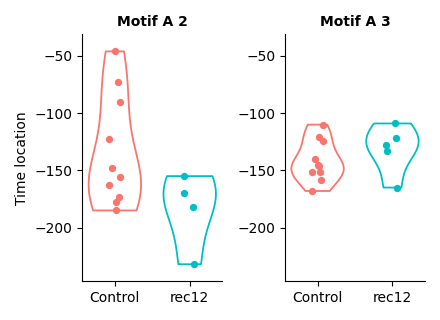 Motif A 2
Motif A 3
Time location
−50
−100
−150
−200
−50
−100
−150
−200
Control
rec12
Control
rec12